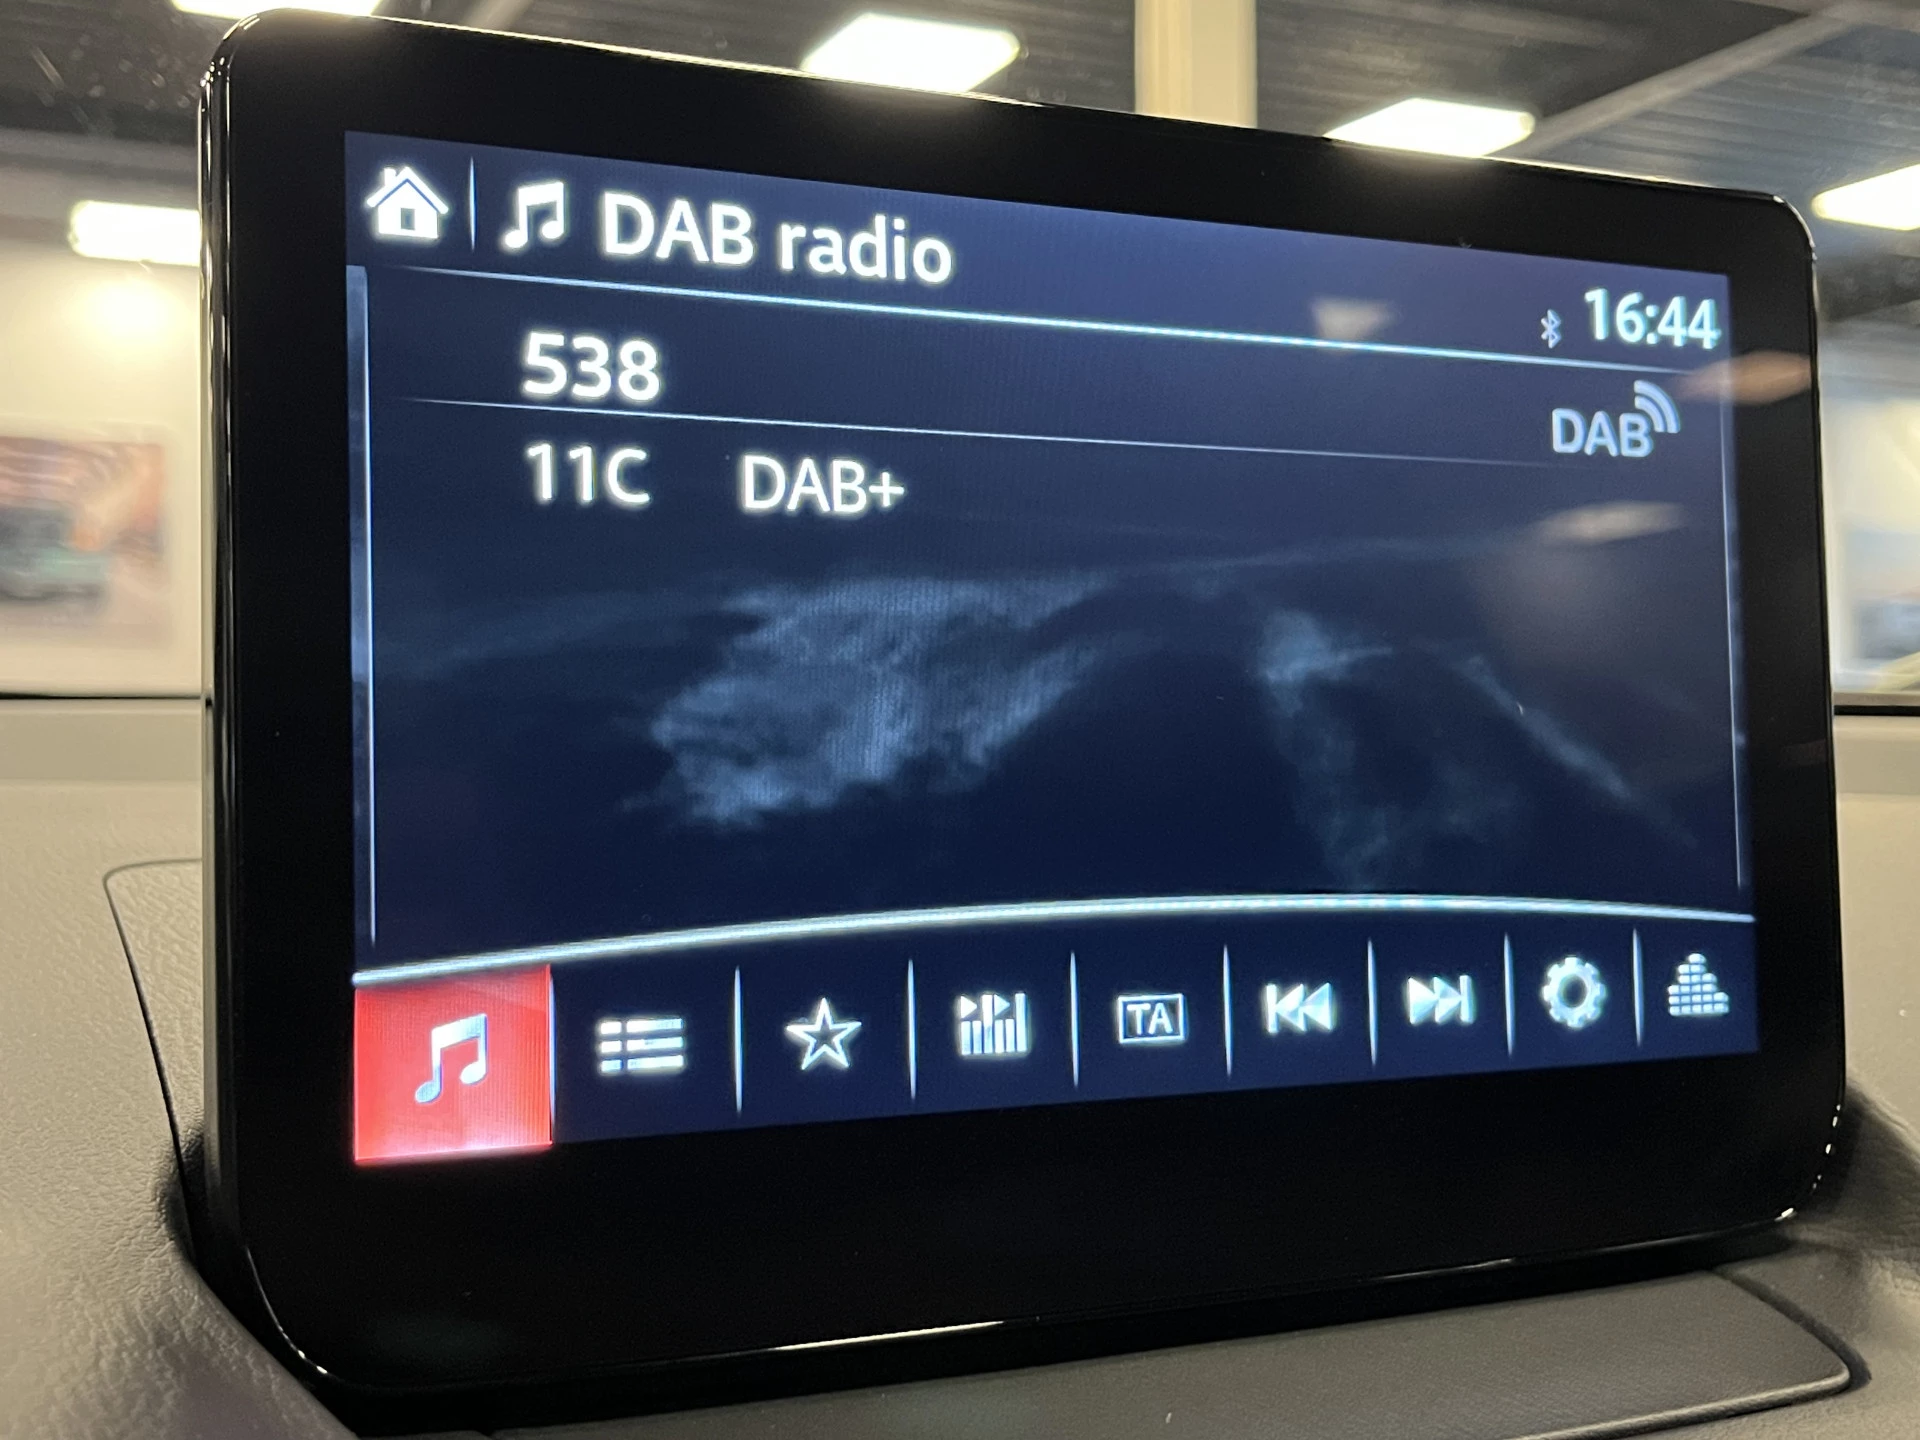 DAB radio
16:44
538
DAB
11C DAB+
TA